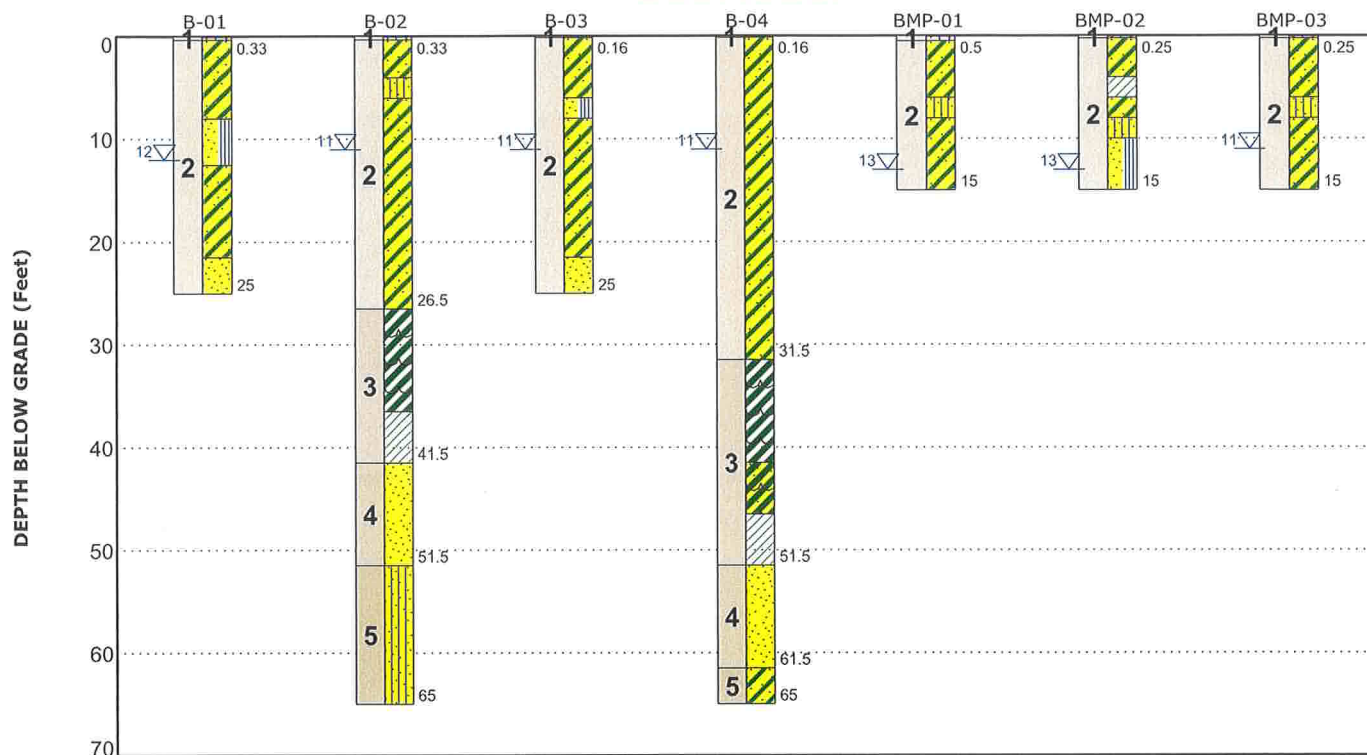 B-01 B-02 B-03 B-04 BMP-01 BMP-02 BMP-03
0 1 0.33 1 0.33 1 0.16 1 0.16 1 0.5 1 0.25 1 0.25
10 12 11 11 11 13 13 11
2 2 2 2 2 2 2
15 15 15
20
25 26.5 25
30 31.5
3 3
40 41.5
4
50 51.5 51.5
5 4
60 61.5
5
65 65
70
DEPTH BELOW GRADE (Feet)